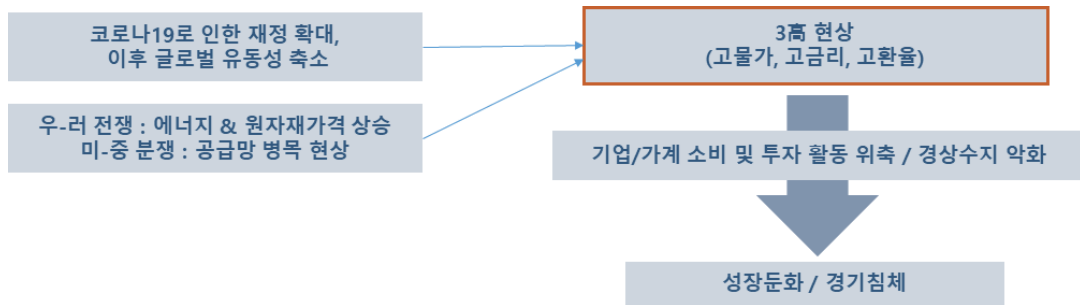 코로나19로 인한 재정 확대,
이후 글로벌 유동성 축소
우-러 전쟁 : 에너지 & 원자재가격 상승
미-중 분쟁 : 공급망 병목 현상
3高 현상
(고물가, 고금리, 고환율)
기업/가계 소비 및 투자 활동 위축 / 경상수지 악화
성장둔화 / 경기침체